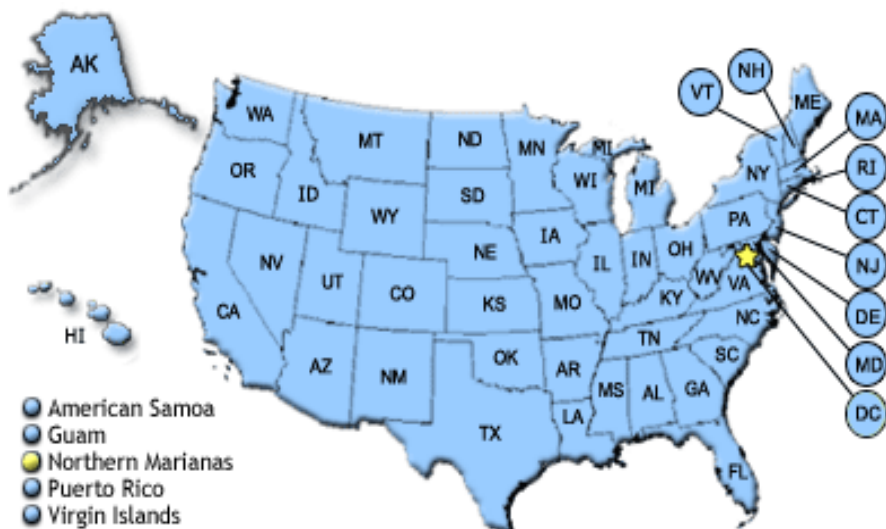 AK
NH
VT
ME
MA
WA
MT
ND
MN
MI
RI
OR
ID
SD
WI
MI
NY
WY
CT
PA
IA
NE
NV
UT
CO
IL
IN
OH
NJ
WV
VA
CA
KS
MO
KY
DE
HI
NC
TN
MD
AZ
NM
OK
AR
SC
MS
AL
GA
DC
TX
LA
FL
American Samoa
Guam
Northern Marianas
Puerto Rico
Virgin Islands